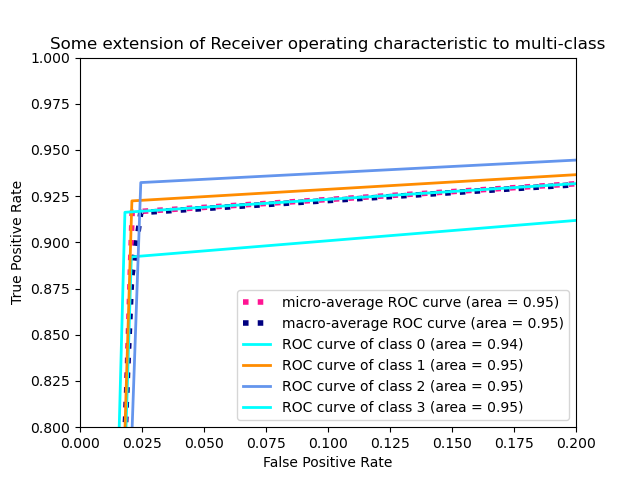 Some extension of Receiver operating characteristic to multi-class
1.000
0.975
0.950
0.925
0.900
0.875
0.850
0.825
0.800
True Positive Rate
micro-average ROC curve (area = 0.95)
macro-average ROC curve (area = 0.95)
ROC curve of class 0 (area = 0.94)
ROC curve of class 1 (area = 0.95)
ROC curve of class 2 (area = 0.95)
ROC curve of class 3 (area = 0.95)
0.000 0.025 0.050 0.075 0.100 0.125 0.150 0.175 0.200
False Positive Rate